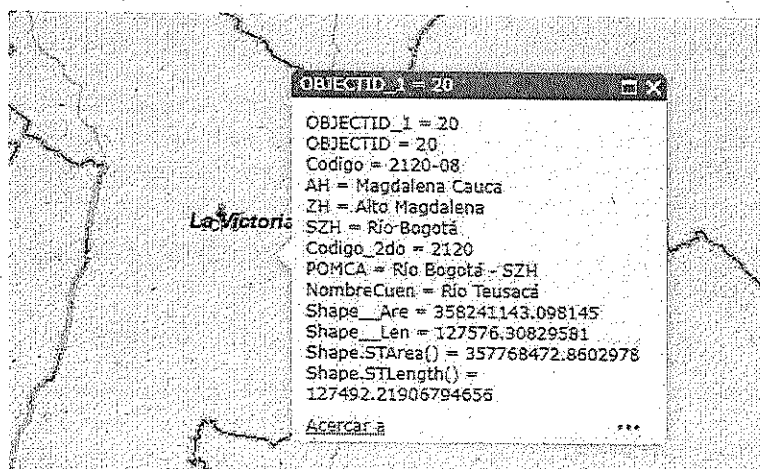 La Victoria
OBJECTID_1 = 20
OBJECTID_1 = 20
OBJECTID = 20
Codigo = 2120-08
AH = Magdalena Cauca
ZH = Alto Magdalena
SZH = Río Bogotá
Codigo_2do = 2120
POMCA = Río Bogotá - SZH
NombreCuen = Río Teusacá
Shape__Are = 358241143.098145
Shape__Len = 127576.30829581
Shape.STArea() = 357768472.8602978
Shape.STLength() =
127492.21906794656
Acercar a